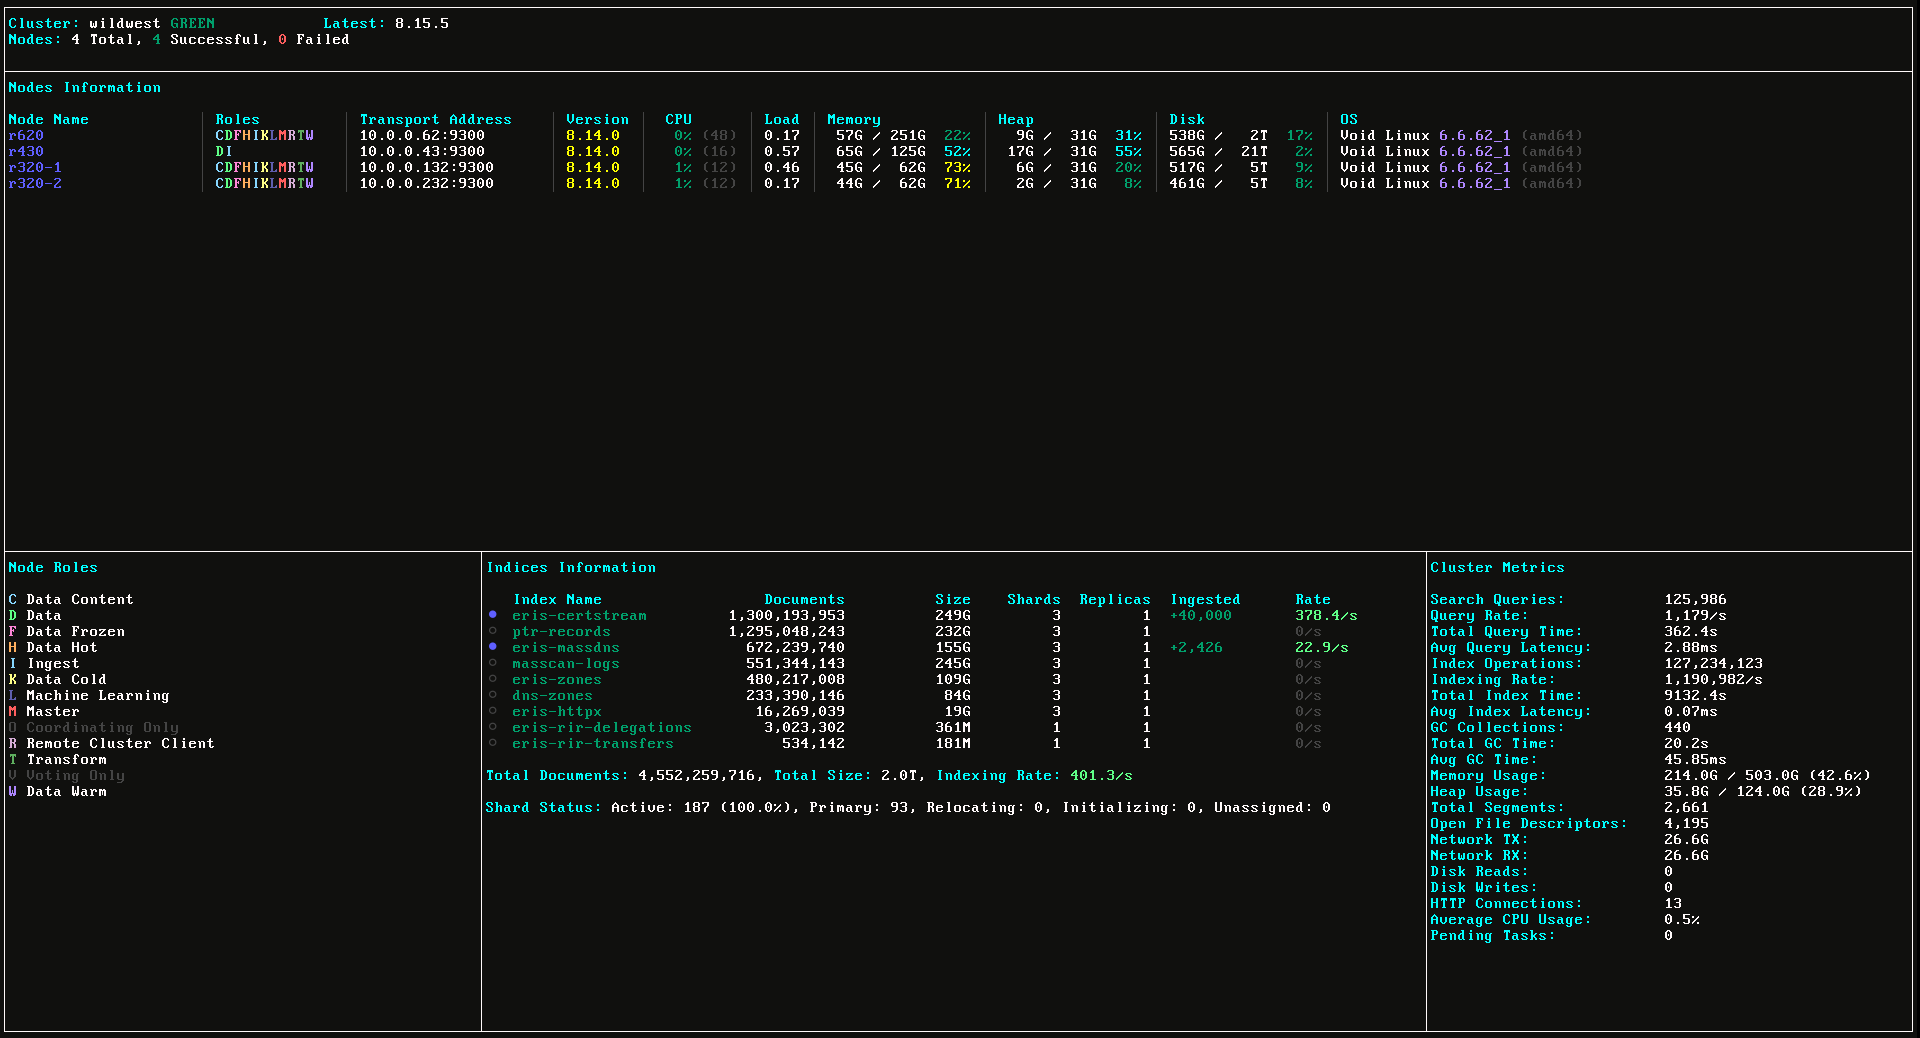 Cluster: wildwest GREEN Latest: 8.15.5
Nodes: 4 Total, 4 Successful, 0 Failed
Nodes Information
Node Name Roles Transport Address Version CPU Load Memory Heap Disk OS
r620 CDFHIKLMRTW 10.0.0.62:9300 8.14.0 0% (48) 0.17 57G / 251G 22% 9G / 31G 31% 538G / 2T 17% Void Linux 6.6.62_1 (amd64)
r430 DI 10.0.0.43:9300 8.14.0 0% (16) 0.57 65G / 125G 52% 17G / 31G 55% 565G / 21T 2% Void Linux 6.6.62_1 (amd64)
r320-1 CDFHIKLMRTW 10.0.0.132:9300 8.14.0 1% (12) 0.46 45G / 62G 73% 6G / 31G 20% 517G / 5T 9% Void Linux 6.6.62_1 (amd64)
r320-2 CDFHIKLMRTW 10.0.0.232:9300 8.14.0 1% (12) 0.17 44G / 62G 71% 2G / 31G 8% 461G / 5T 8% Void Linux 6.6.62_1 (amd64)
Node Roles
C Data Content
D Data
F Data Frozen
H Data Hot
I Ingest
K Data Cold
L Machine Learning
M Master
O Coordinating Only
R Remote Cluster Client
T Transform
V Voting Only
W Data Warm
Indices Information
Index Name Documents Size Shards Replicas Ingested Rate
● eris-certstream 1,300,193,953 249G 3 1 +40,000 378.4/s
○ ptr-records 1,295,048,243 232G 3 1 0/s
● eris-massdns 672,239,740 155G 3 1 +2,426 22.9/s
○ masscan-logs 551,344,143 245G 3 1 0/s
○ eris-zones 480,217,008 109G 3 1 0/s
○ dns-zones 233,390,146 84G 3 1 0/s
○ eris-httpx 16,269,039 19G 3 1 0/s
○ eris-rir-delegations 3,023,302 361M 1 1 0/s
○ eris-rir-transfers 534,142 181M 1 1 0/s
Total Documents: 4,552,259,716, Total Size: 2.0T, Indexing Rate: 401.3/s
Shard Status: Active: 187 (100.0%), Primary: 93, Relocating: 0, Initializing: 0, Unassigned: 0
Cluster Metrics
Search Queries: 125,986
Query Rate: 1,179/s
Total Query Time: 362.4s
Avg Query Latency: 2.88ms
Index Operations: 127,234,123
Indexing Rate: 1,190,982/s
Total Index Time: 9132.4s
Avg Index Latency: 0.07ms
GC Collections: 440
Total GC Time: 20.2s
Avg GC Time: 45.85ms
Memory Usage: 214.0G / 503.0G (42.6%)
Heap Usage: 35.8G / 124.0G (28.9%)
Total Segments: 2,661
Open File Descriptors: 4,195
Network TX: 26.6G
Network RX: 26.6G
Disk Reads: 0
Disk Writes: 0
HTTP Connections: 13
Average CPU Usage: 0.5%
Pending Tasks: 0